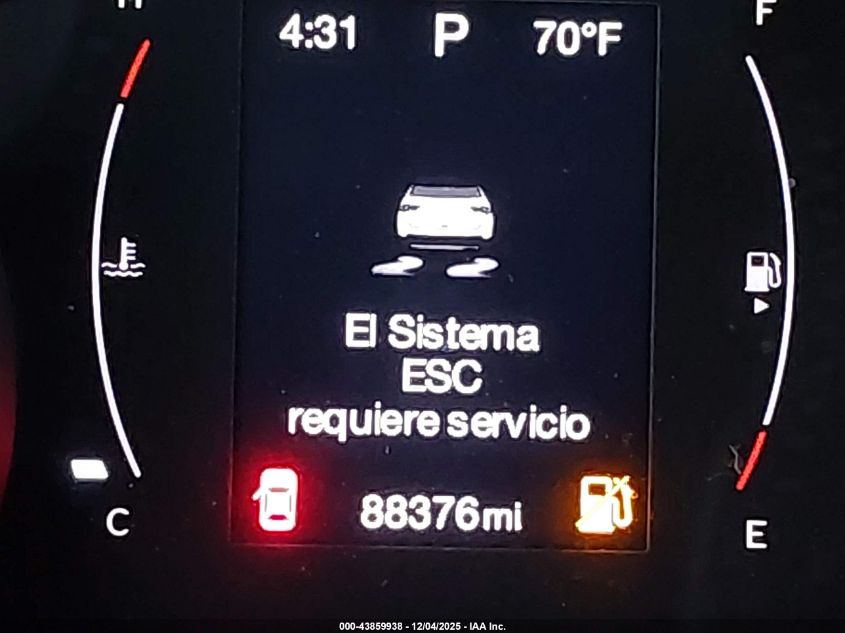 H F
4:31 P 70°F
El Sistema
ESC
requiere servicio
88376mi
C E
000-43859938 - 12/04/2025 - IAA Inc.